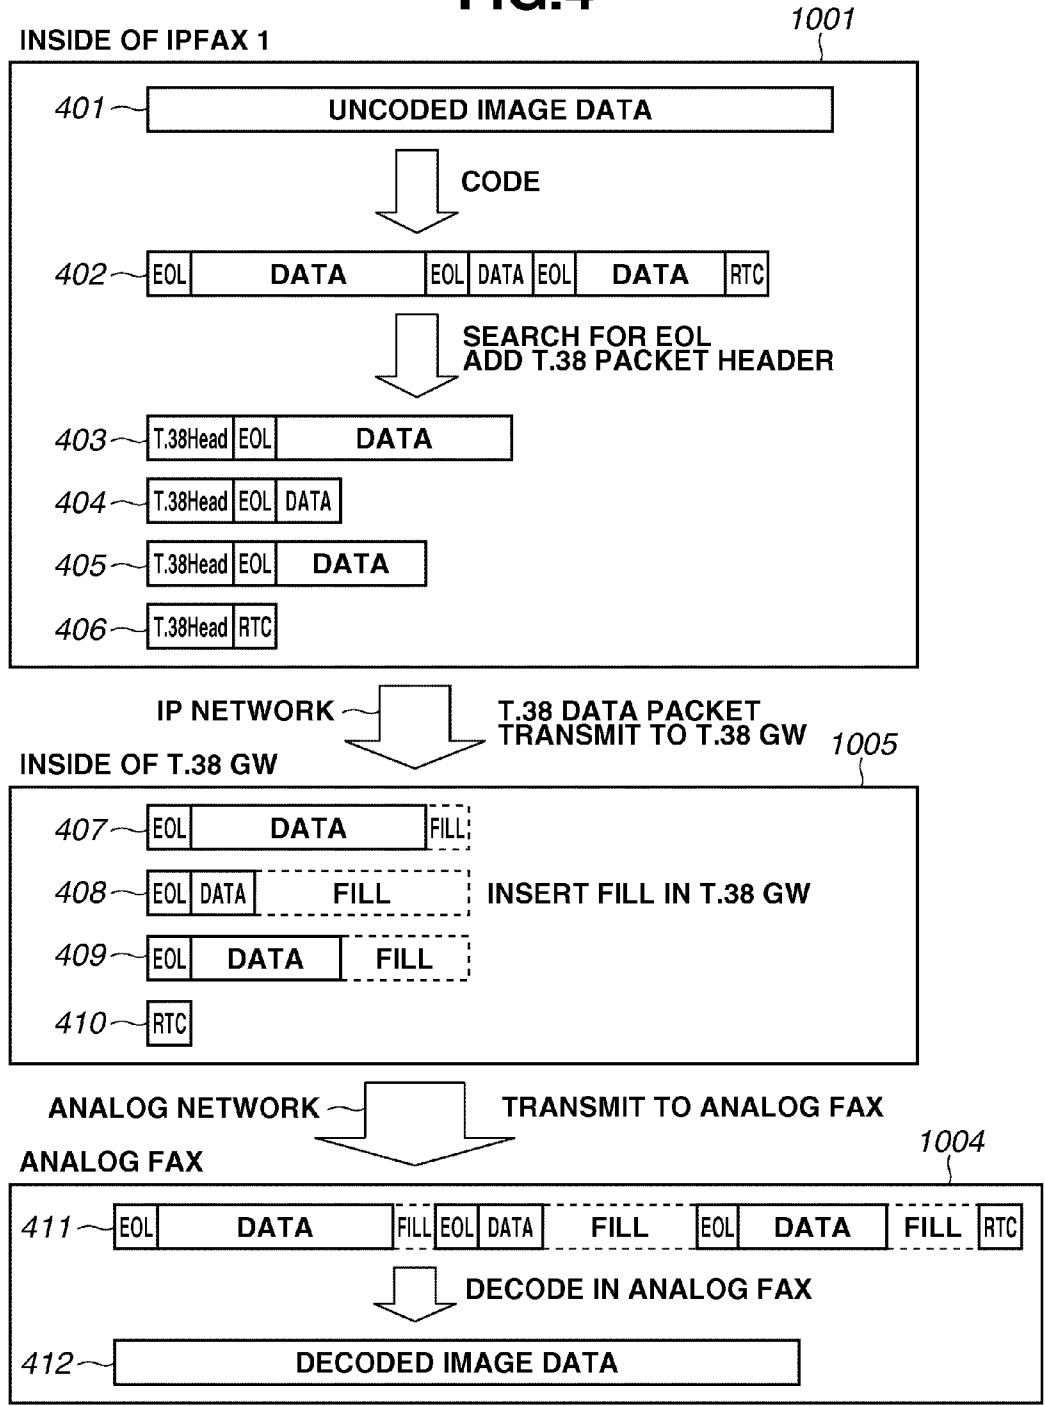 FIG.4
1001
INSIDE OF IPFAX 1
401 UNCODED IMAGE DATA
CODE
402 EOL DATA EOL DATA EOL DATA RTC
SEARCH FOR EOL
ADD T.38 PACKET HEADER
403 T.38Head EOL DATA
404 T.38Head EOL DATA
405 T.38Head EOL DATA
406 T.38Head RTC
IP NETWORK
T.38 DATA PACKET
TRANSMIT TO T.38 GW
1005
INSIDE OF T.38 GW
407 EOL DATA FILL
408 EOL DATA FILL INSERT FILL IN T.38 GW
409 EOL DATA FILL
410 RTC
ANALOG NETWORK TRANSMIT TO ANALOG FAX
1004
ANALOG FAX
411 EOL DATA FILL EOL DATA FILL EOL DATA FILL RTC
DECODE IN ANALOG FAX
412 DECODED IMAGE DATA